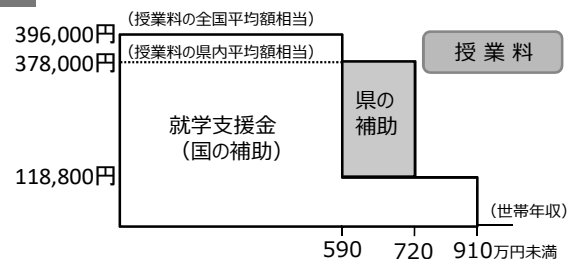 （授業料の全国平均額相当）
396,000円
（授業料の県内平均額相当）
378,000円
授業料
県の
補助
就学支援金
（国の補助）
118,800円
（世帯年収）
590 720 910万円未満